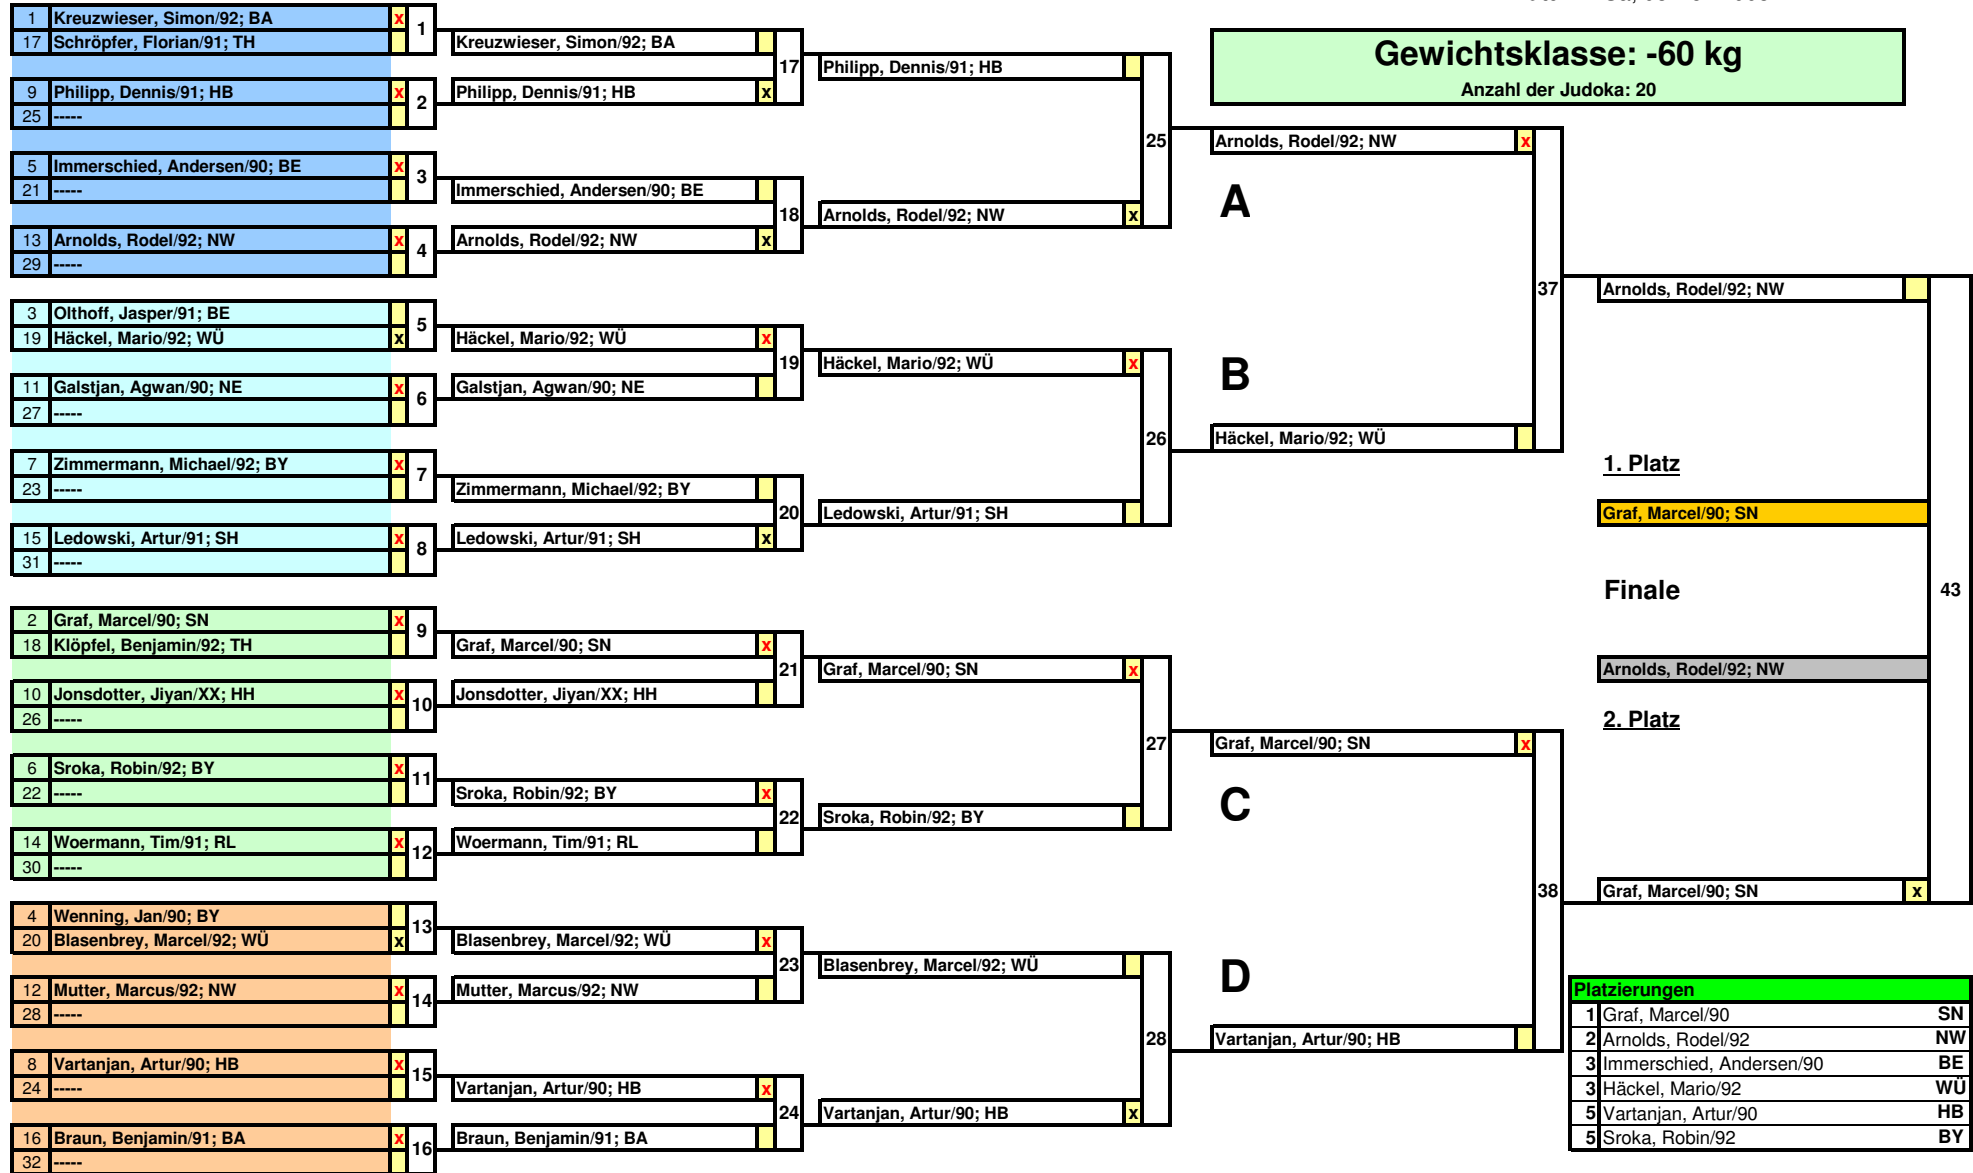 Gewichtsklasse: -60 kg
Anzahl der Judoka: 20
1 Kreuzwieser, Simon/92; BA x
17 Schröpfer, Florian/91; TH
1
9 Philipp, Dennis/91; HB x
25 -----
2
5 Immerschied, Andersen/90; BE x
21 -----
3
13 Arnolds, Rodel/92; NW x
29 -----
4
3 Olthoff, Jasper/91; BE
19 Häckel, Mario/92; WÜ x
5
11 Galstjan, Agwan/90; NE x
27 -----
6
7 Zimmermann, Michael/92; BY x
23 -----
7
15 Ledowski, Artur/91; SH x
31 -----
8
2 Graf, Marcel/90; SN x
18 Klöpfel, Benjamin/92; TH
9
10 Jonsdotter, Jiyan/XX; HH x
26 -----
10
6 Sroka, Robin/92; BY x
22 -----
11
14 Woermann, Tim/91; RL x
30 -----
12
4 Wenning, Jan/90; BY
20 Blasenbrey, Marcel/92; WÜ x
13
12 Mutter, Marcus/92; NW x
28 -----
14
8 Vartanjan, Artur/90; HB x
24 -----
15
16 Braun, Benjamin/91; BA x
32 -----
16
Kreuzwieser, Simon/92; BA
17
Philipp, Dennis/91; HB x
Immerschied, Andersen/90; BE
18
Arnolds, Rodel/92; NW x
Häckel, Mario/92; WÜ x
19
Galstjan, Agwan/90; NE
Zimmermann, Michael/92; BY
20
Ledowski, Artur/91; SH x
Graf, Marcel/90; SN x
21
Jonsdotter, Jiyan/XX; HH
Sroka, Robin/92; BY x
22
Woermann, Tim/91; RL
Blasenbrey, Marcel/92; WÜ x
23
Mutter, Marcus/92; NW
Vartanjan, Artur/90; HB x
24
Braun, Benjamin/91; BA
Philipp, Dennis/91; HB
25
Arnolds, Rodel/92; NW x
Häckel, Mario/92; WÜ x
26
Ledowski, Artur/91; SH
Graf, Marcel/90; SN x
27
Sroka, Robin/92; BY
Blasenbrey, Marcel/92; WÜ
28
Vartanjan, Artur/90; HB x
Arnolds, Rodel/92; NW x
A
37
B
Häckel, Mario/92; WÜ
Graf, Marcel/90; SN x
C
38
D
Vartanjan, Artur/90; HB
Arnolds, Rodel/92; NW
1. Platz
Graf, Marcel/90; SN
Finale
43
Arnolds, Rodel/92; NW
2. Platz
Graf, Marcel/90; SN x
Platzierungen
1 Graf, Marcel/90 SN
2 Arnolds, Rodel/92 NW
3 Immerschied, Andersen/90 BE
3 Häckel, Mario/92 WÜ
5 Vartanjan, Artur/90 HB
5 Sroka, Robin/92 BY